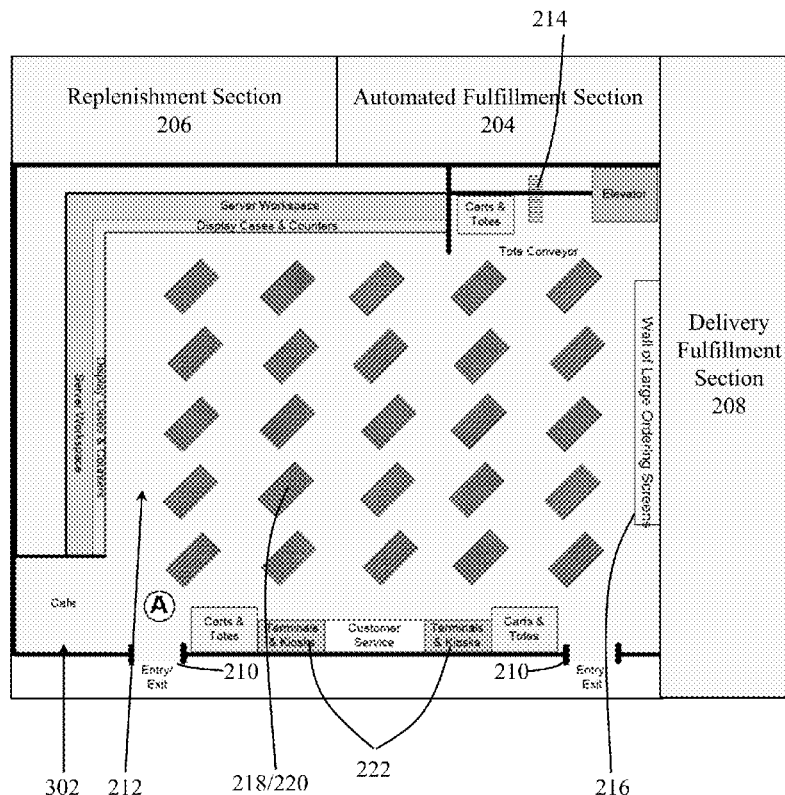 214
Replenishment Section
206
Automated Fulfillment Section
204
Server Workspace
Display Cases & Counters
Carts &
Totes
Elevator
Tote Conveyor
Wall of Large Ordering Screens
Delivery
Fulfillment
Section
208
Server Workspace
Display Cases & Counters
Cafe
A
Carts &
Totes
Terminals
& Kiosks
Customer
Service
Terminals
& Kiosks
Carts &
Totes
Entry/
Exit
210
210
Entry/
Exit
302
212
218/220
222
216